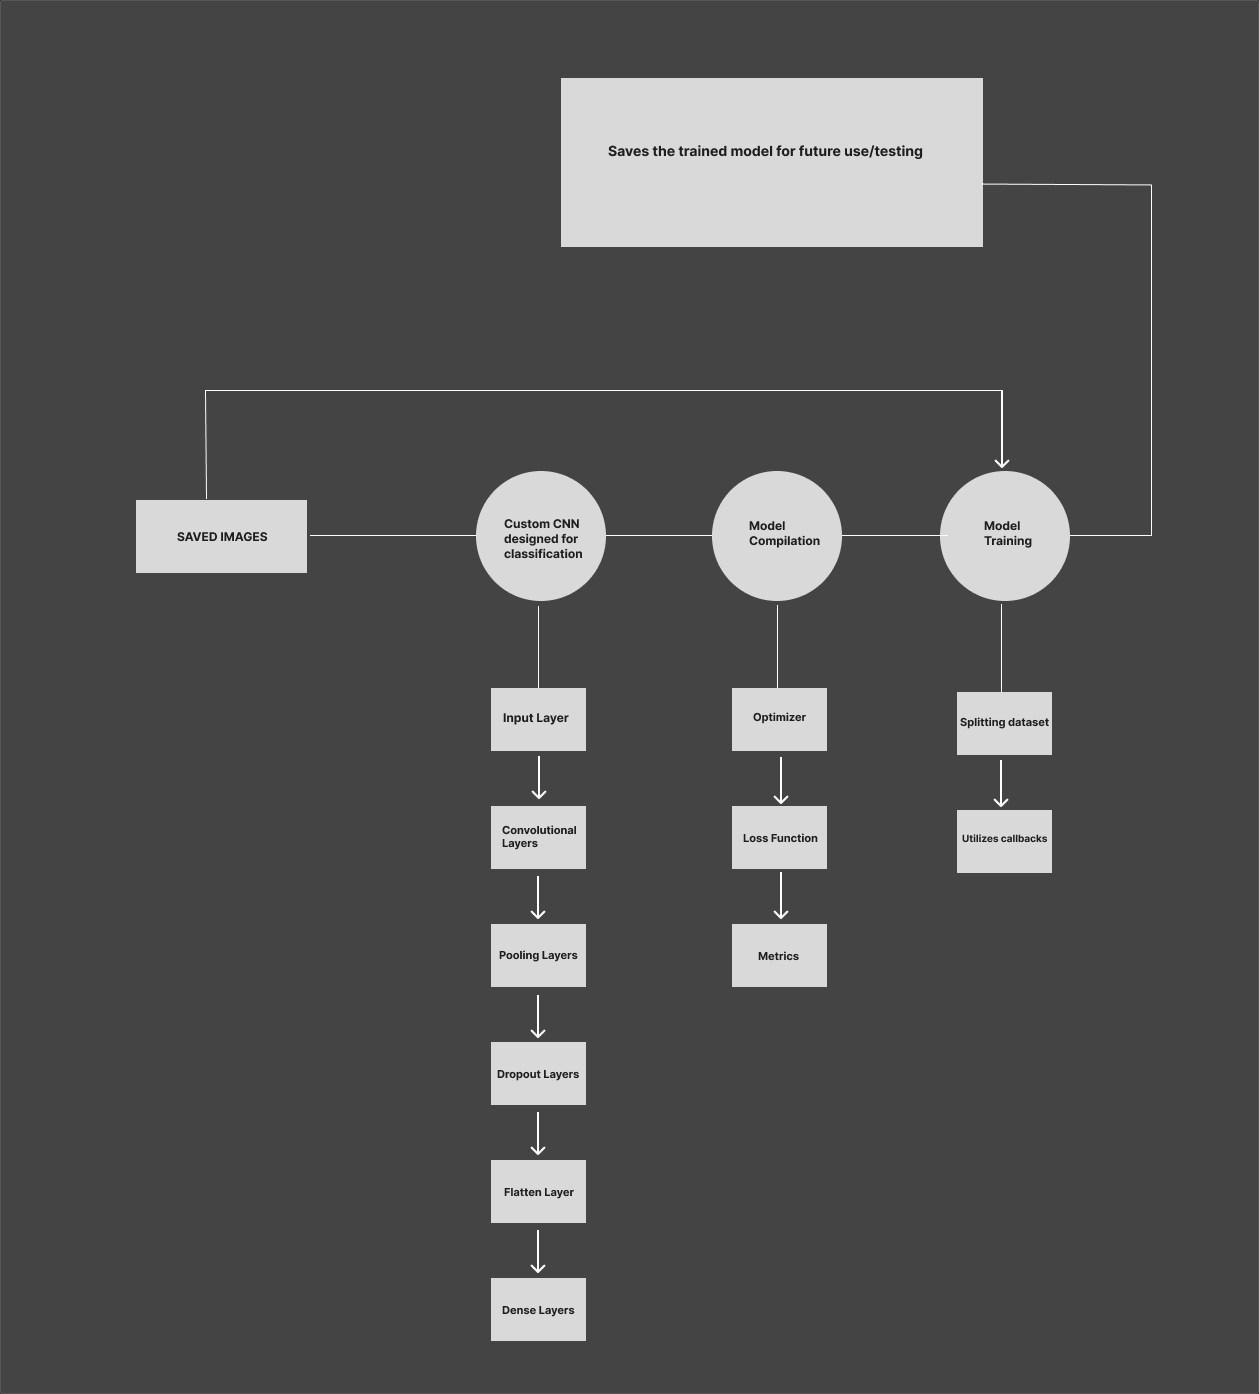 Saves the trained model for future use/testing
SAVED IMAGES
Custom CNN
designed for
classification
Model
Compilation
Model
Training
Input Layer
Convolutional
Layers
Pooling Layers
Dropout Layers
Flatten Layer
Dense Layers
Optimizer
Loss Function
Metrics
Splitting dataset
Utilizes callbacks